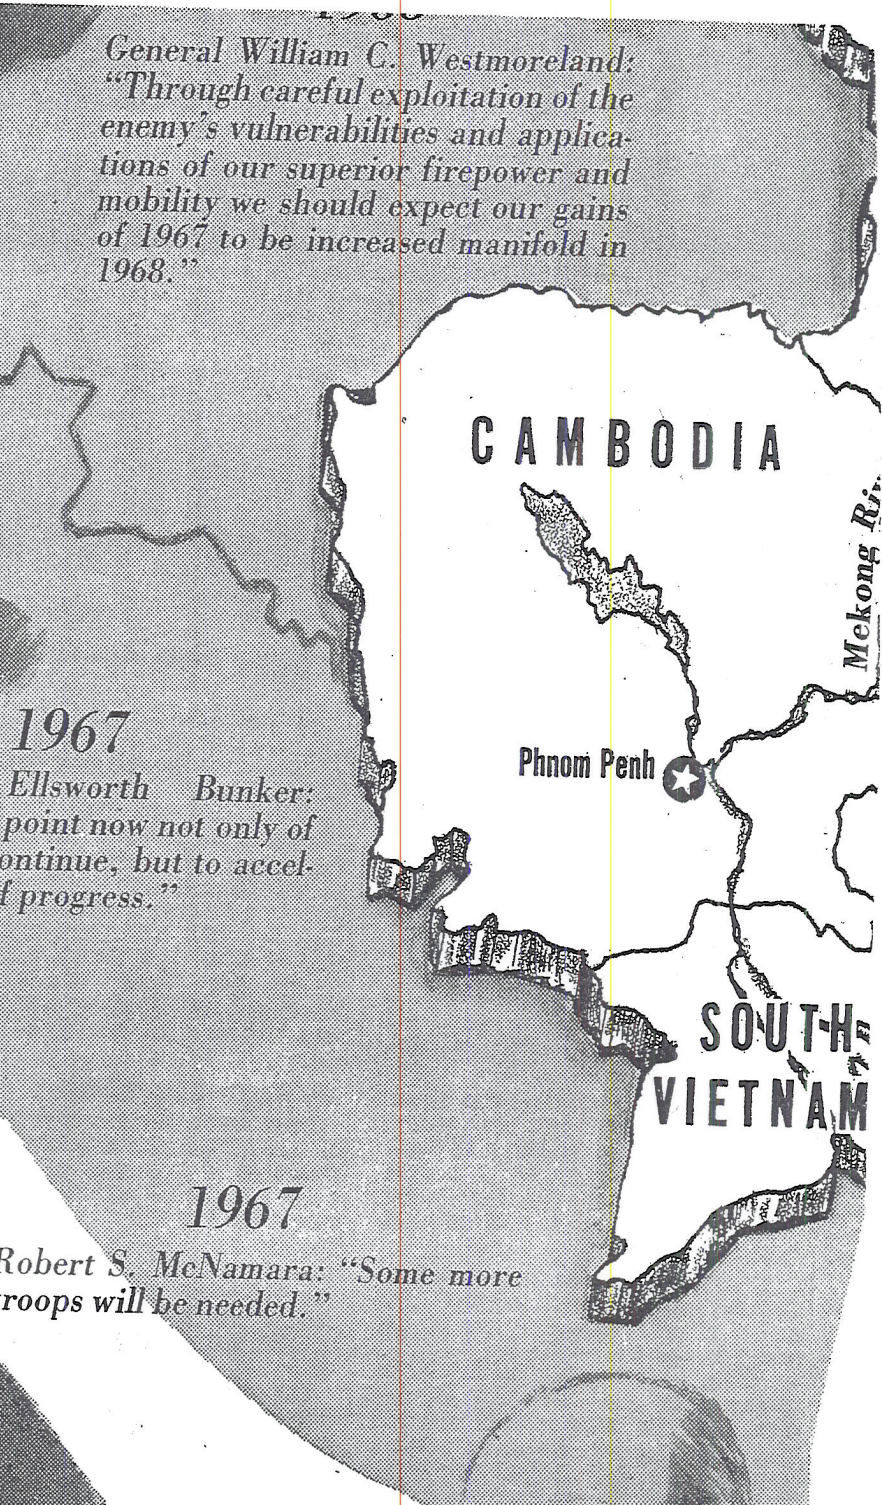 General William C. Westmoreland:
“Through careful exploitation of the
enemy’s vulnerabilities and applica-
tions of our superior firepower and
mobility we should expect our gains
of 1967 to be increased manifold in
1968.”
CAMBODIA
Mekong
1967
Phnom Penh
Ellsworth Bunker:
point now not only of
ontinue, but to accel-
f progress.”
SOUTH
VIETNAM
1967
Robert S. McNamara: “Some more
troops will be needed.”